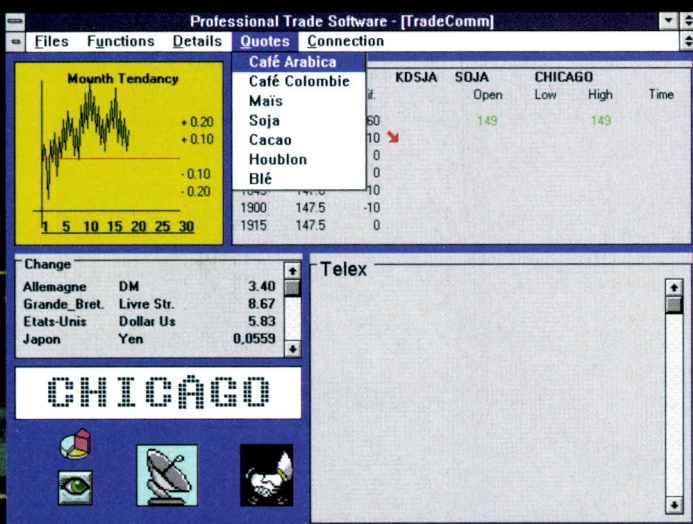 Professional Trade Software - [TradeComm]
Files Functions Details Quotes Connection
Café Arabica
Café Colombie
Maïs
Soja
Cacao
Houblon
Blé
Mounth Tendancy
+ 0.20
+ 0.10
- 0.10
- 0.20
1 5 10 15 20 25 30
KDSJA SOJA CHICAGO
if. Open Low High Time
60 149 149
10
0
0
147.5 -10
1900 147.5 -10
1915 147.5 0
Change
Allemagne DM 3.40
Grande_Bret. Livre Str. 8.67
Etats-Unis Dollar Us 5.83
Japon Yen 0,0559
Telex
CHICAGO